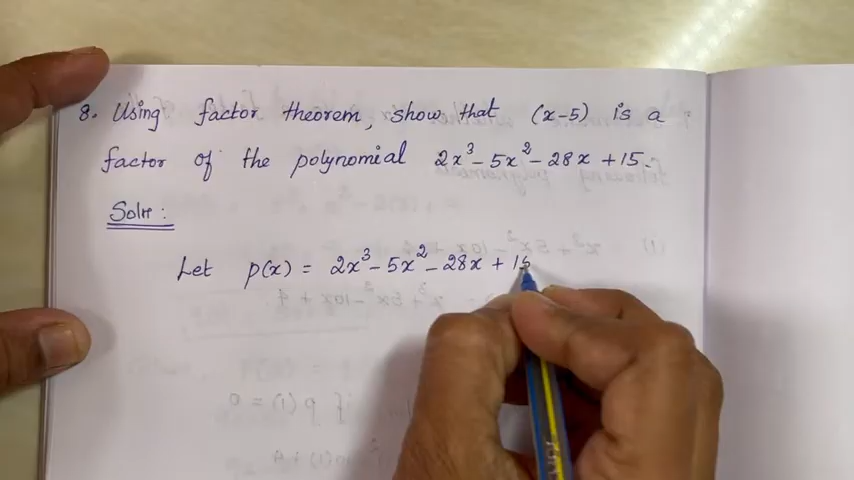 8. Using factor theorem, show that (x-5) is a
factor of the polynomial 2x³ - 5x² - 28x + 15.
Soln :
Let p(x) = 2x³ - 5x² - 28x + 15